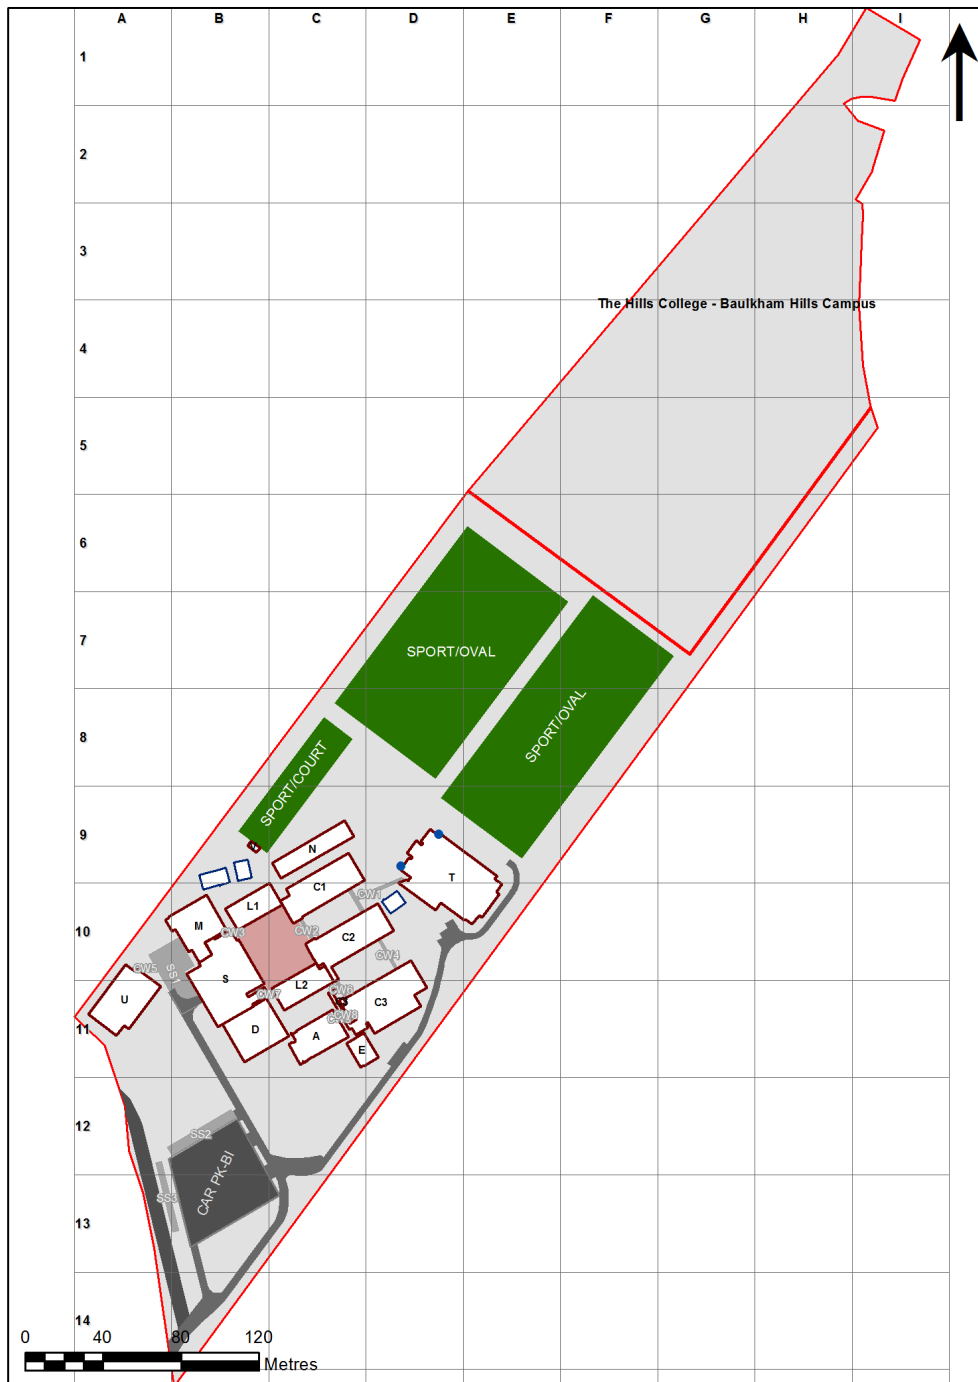 A B C D E F G H I
1
2
3
The Hills College - Baulkham Hills Campus
4
5
6
7
SPORT/OVAL
SPORT/OVAL
8
SPORT/COURT
9
N
C1
T
CW1
L1
M
10
CW3
CW2
C2
CW4
CW5
SS1
S
L2
CW6
CW7
U
C3
CW8
11
D
A
E
12
SS2
CAR PK-BI
SS3
13
14
0 40 80 120
Metres